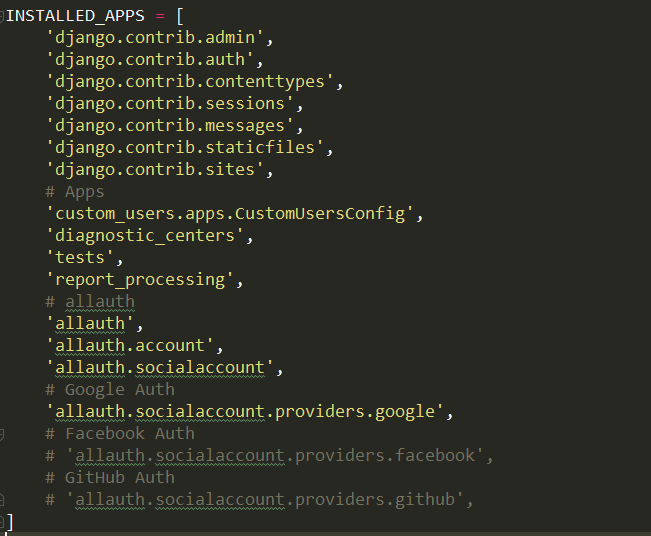 INSTALLED_APPS = [
    'django.contrib.admin',
    'django.contrib.auth',
    'django.contrib.contenttypes',
    'django.contrib.sessions',
    'django.contrib.messages',
    'django.contrib.staticfiles',
    'django.contrib.sites',
    # Apps
    'custom_users.apps.CustomUsersConfig',
    'diagnostic_centers',
    'tests',
    'report_processing',
    # allauth
    'allauth',
    'allauth.account',
    'allauth.socialaccount',
    # Google Auth
    'allauth.socialaccount.providers.google',
    # Facebook Auth
    # 'allauth.socialaccount.providers.facebook',
    # GitHub Auth
    # 'allauth.socialaccount.providers.github',
]